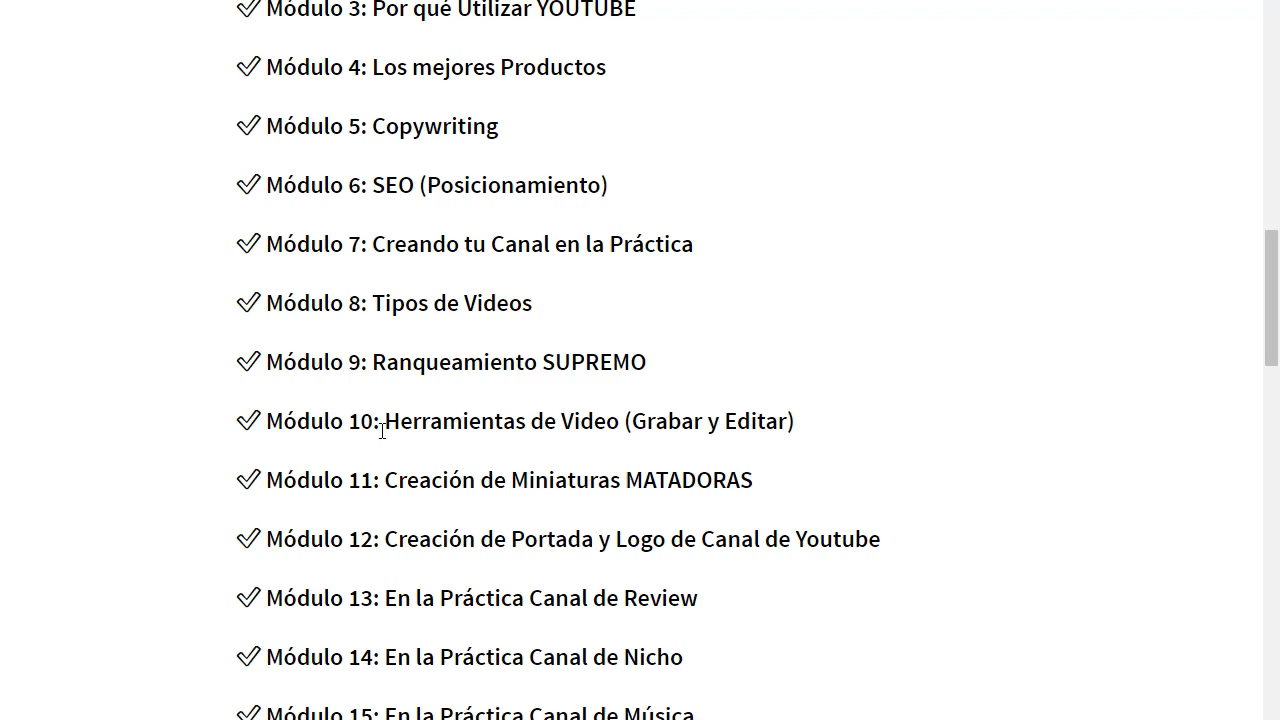 ✓ Módulo 3: Por qué Utilizar YOUTUBE
✓ Módulo 4: Los mejores Productos
✓ Módulo 5: Copywriting
✓ Módulo 6: SEO (Posicionamiento)
✓ Módulo 7: Creando tu Canal en la Práctica
✓ Módulo 8: Tipos de Videos
✓ Módulo 9: Ranqueamiento SUPREMO
✓ Módulo 10: Herramientas de Video (Grabar y Editar)
✓ Módulo 11: Creación de Miniaturas MATADORAS
✓ Módulo 12: Creación de Portada y Logo de Canal de Youtube
✓ Módulo 13: En la Práctica Canal de Review
✓ Módulo 14: En la Práctica Canal de Nicho
✓ Módulo 15: En la Práctica Canal de Música